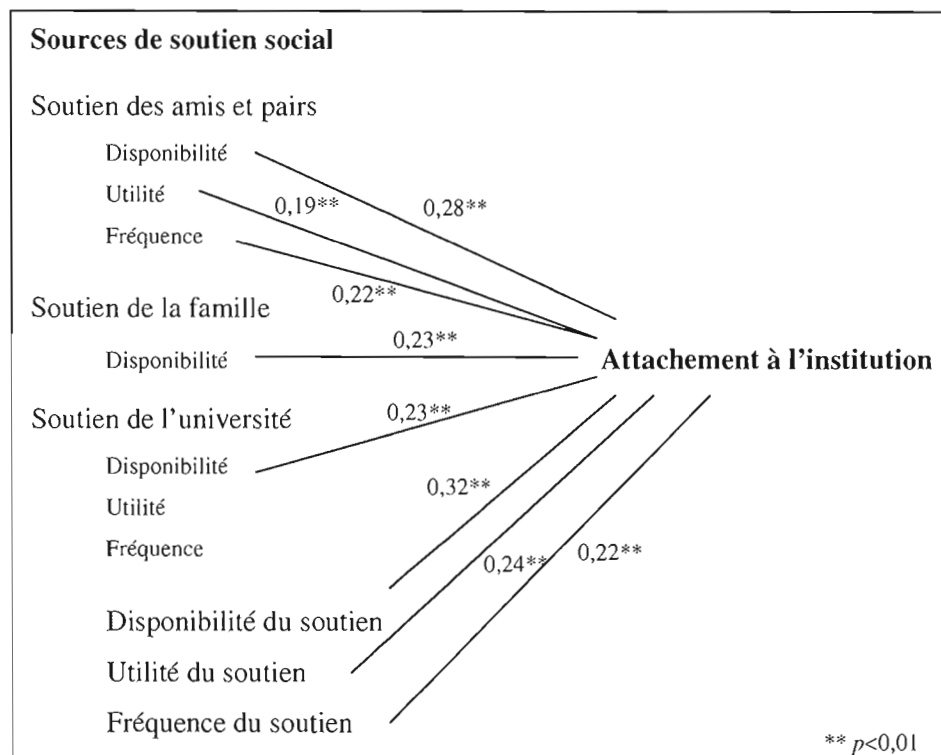 Sources de soutien social
Soutien des amis et pairs
Disponibilité
Utilité
0,19**
0,28**
Fréquence
0,22**
Soutien de la famille
Disponibilité
0,23**
Attachement à l'institution
Soutien de l'université
0,23**
Disponibilité
0,32**
Utilité
Fréquence
0,24**
0,22**
Disponibilité du soutien
Utilité du soutien
Fréquence du soutien
** p<0,01